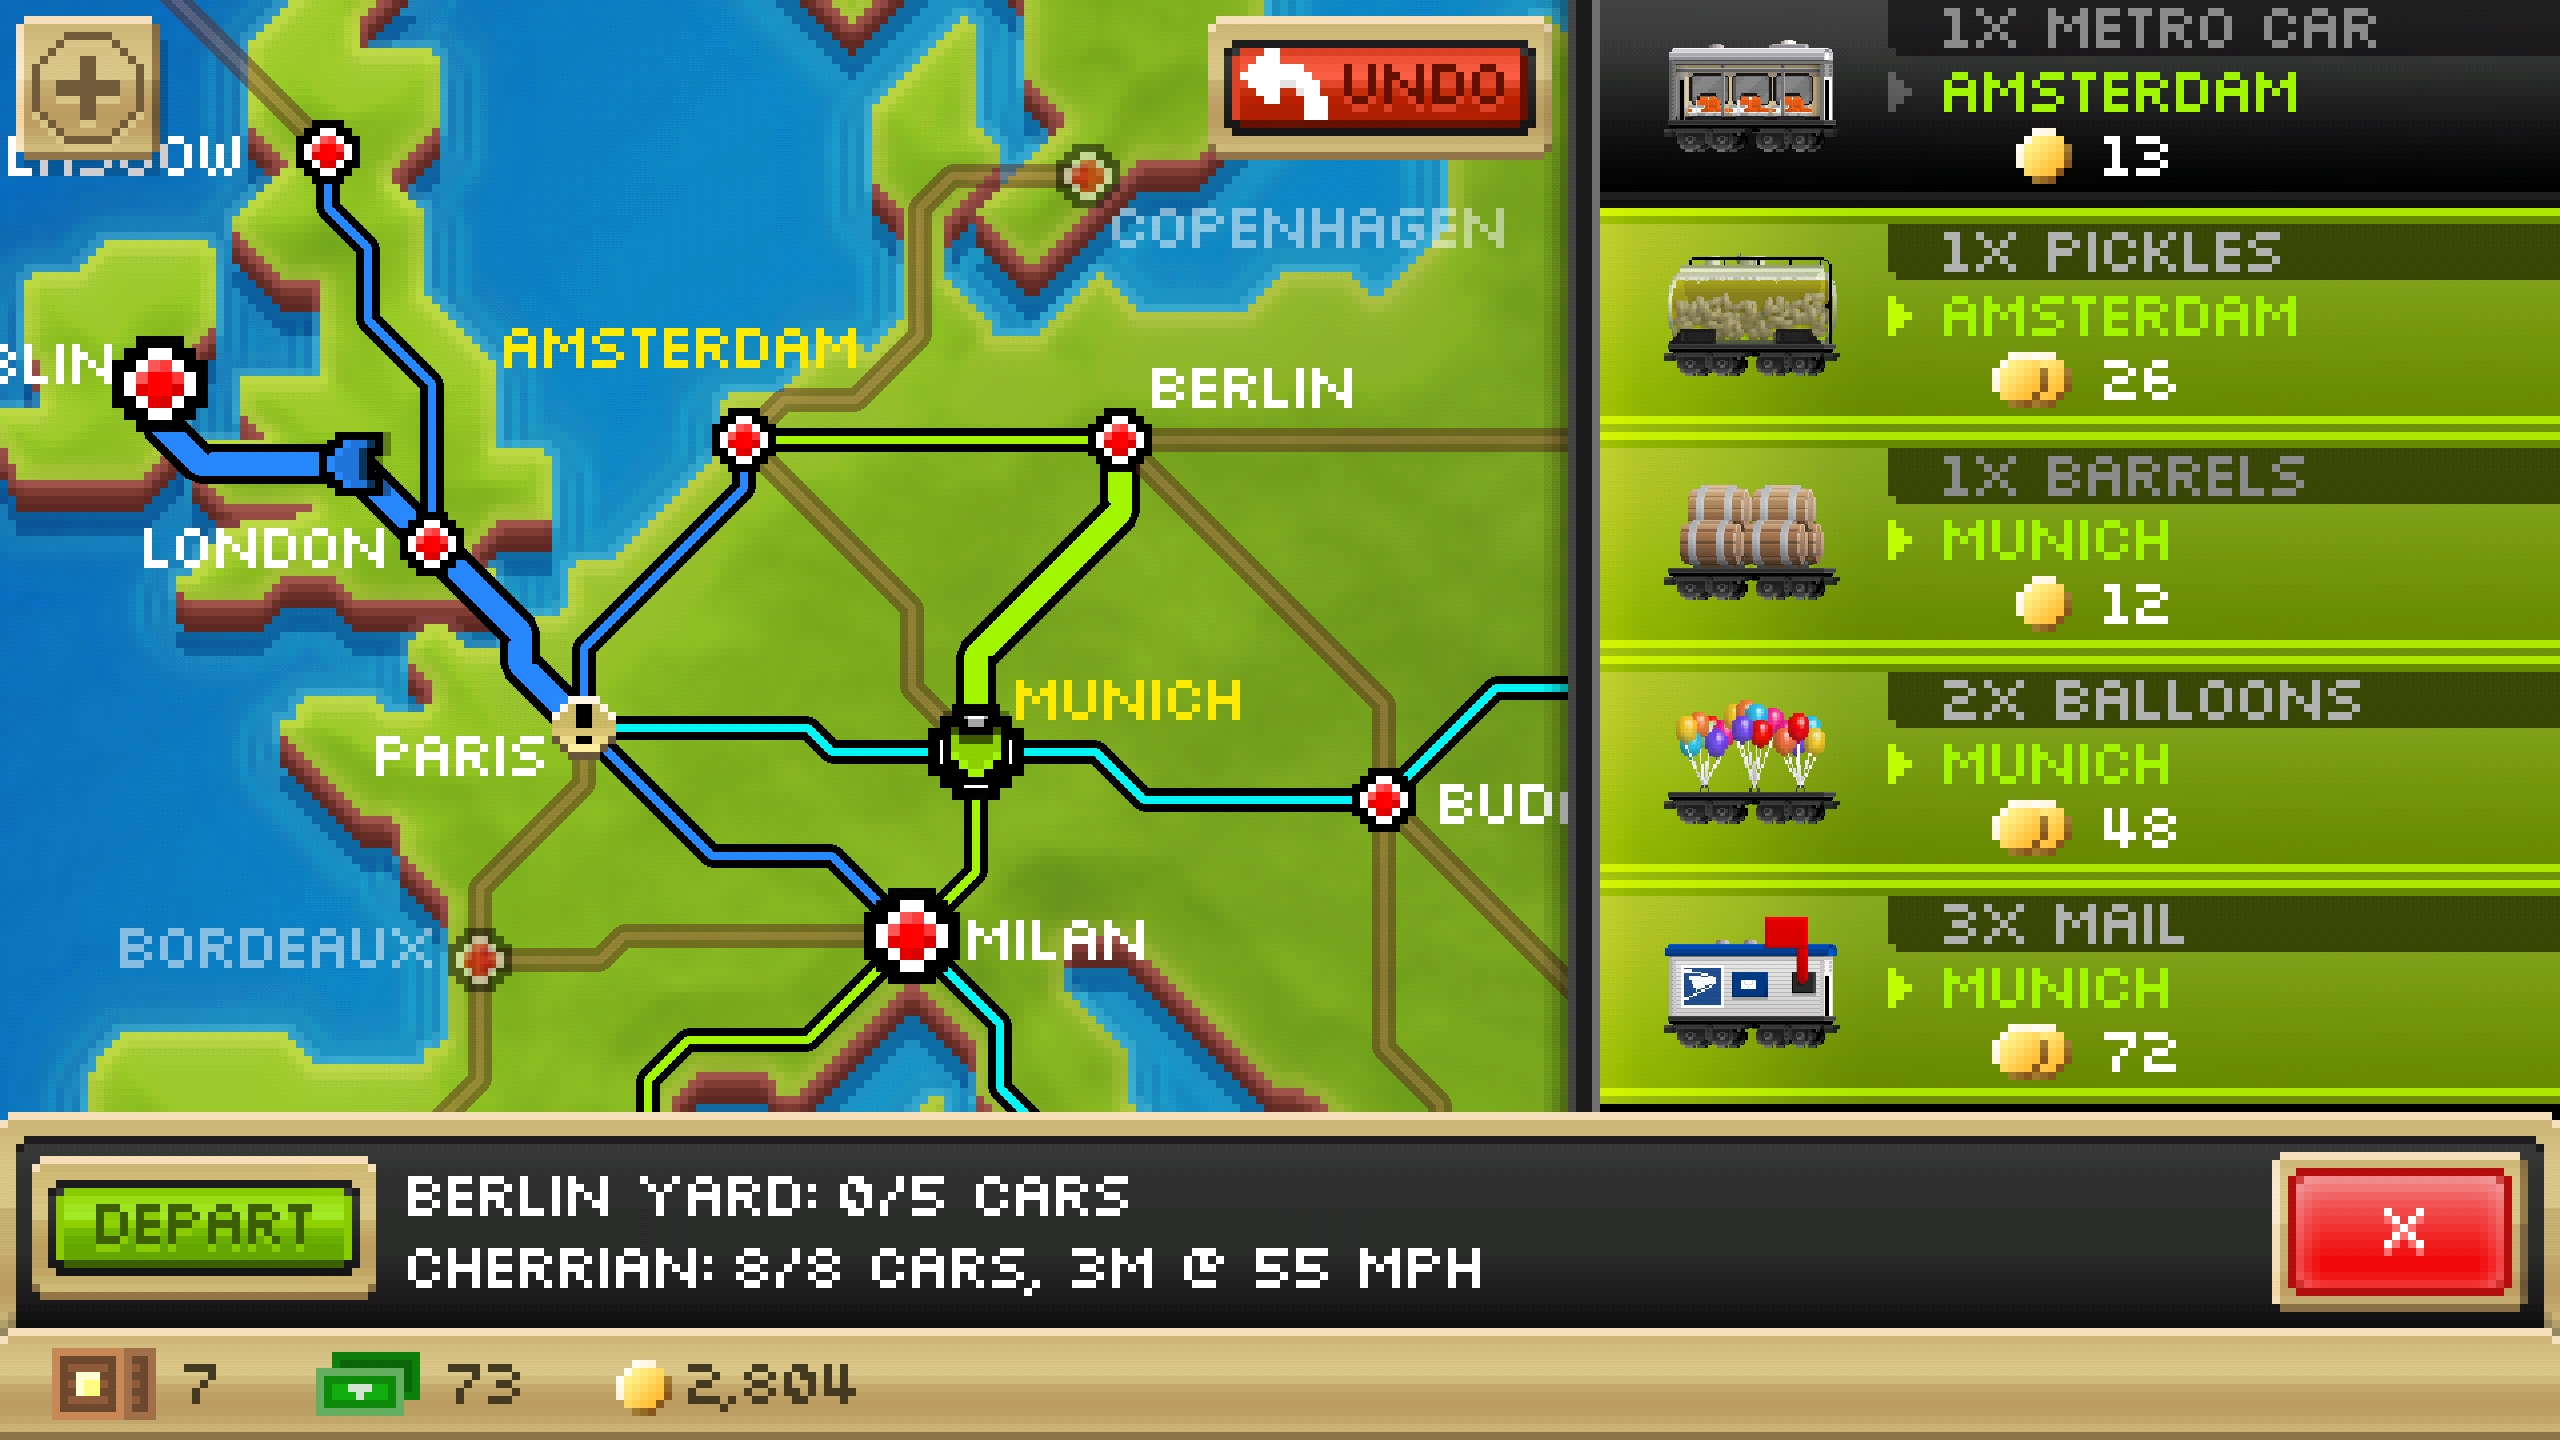 UNDO
COPENHAGEN
AMSTERDAM
BERLIN
LONDON
MUNICH
PARIS
BORDEAUX
MILAN
1X METRO CAR
AMSTERDAM
13
1X PICKLES
AMSTERDAM
26
1X BARRELS
MUNICH
12
2X BALLOONS
MUNICH
48
3X MAIL
MUNICH
72
DEPART
BERLIN YARD: 0/5 CARS
CHERRIAN: 8/8 CARS, 3M @ 55 MPH
X
7
73
2,804